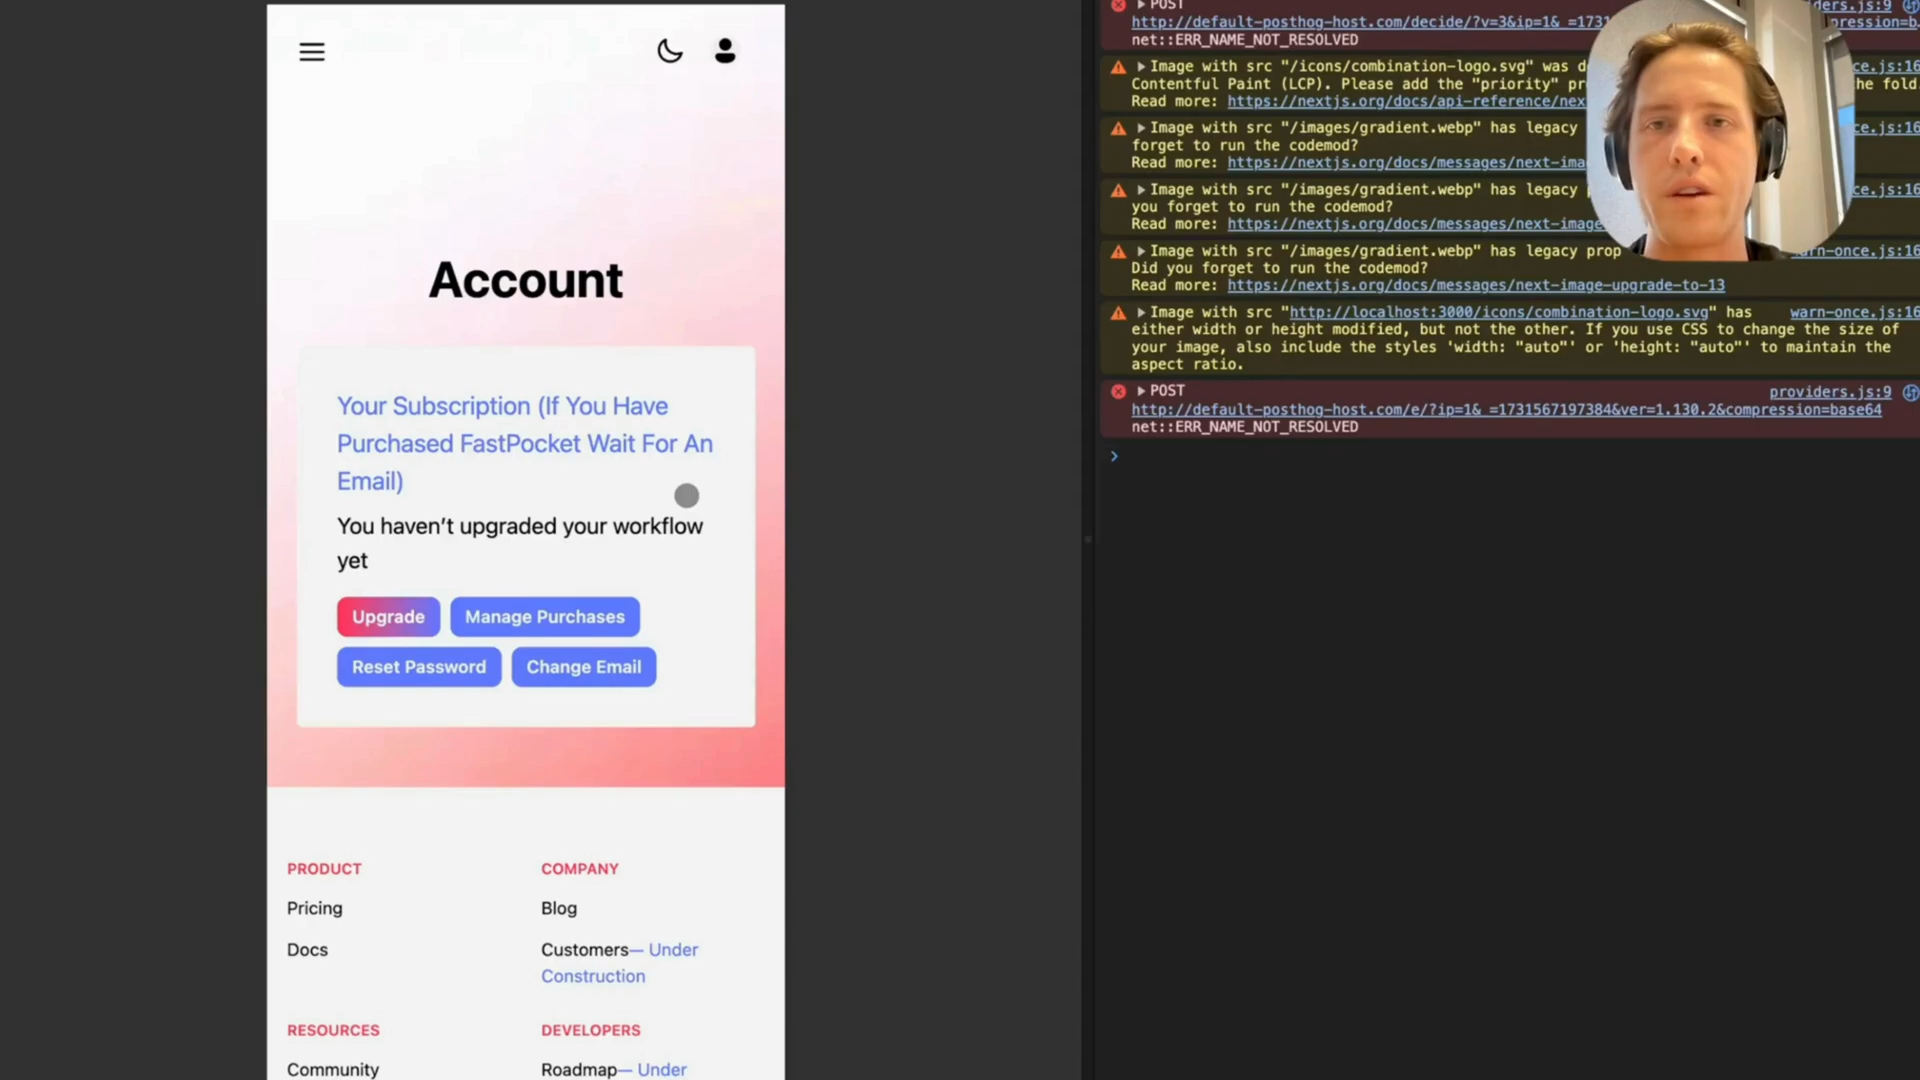 Account
Your Subscription (If You Have
Purchased FastPocket Wait For An
Email)
You haven't upgraded your workflow
yet
Upgrade
Manage Purchases
Reset Password
Change Email
PRODUCT
Pricing
Docs
COMPANY
Blog
Customers— Under
Construction
RESOURCES
Community
DEVELOPERS
Roadmap— Under
POST
http://default-posthog-host.com/decide/?v=3&ip=1&_=1731
net::ERR_NAME_NOT_RESOLVED
Image with src "/icons/combination-logo.svg" was
Contentful Paint (LCP). Please add the "priority" he fold.
Read more: https://nextjs.org/docs/api-reference/
Image with src "/images/gradient.webp" has legacy
forget to run the codemod?
Read more: https://nextjs.org/docs/messages/next-ima
Image with src "/images/gradient.webp" has legacy
you forget to run the codemod?
Read more: https://nextjs.org/docs/messages/next-image
Image with src "/images/gradient.webp" has legacy prop
Did you forget to run the codemod?
Read more: https://nextjs.org/docs/messages/next-image-upgrade-to-13
Image with src "http://localhost:3000/icons/combination-logo.svg" has warn-once.js:16
either width or height modified, but not the other. If you use CSS to change the size of
your image, also include the styles 'width: "auto"' or 'height: "auto"' to maintain the
aspect ratio.
POST providers.js:9
http://default-posthog-host.com/e/?ip=1&_=1731567197384&ver=1.130.2&compression=base64
net::ERR_NAME_NOT_RESOLVED